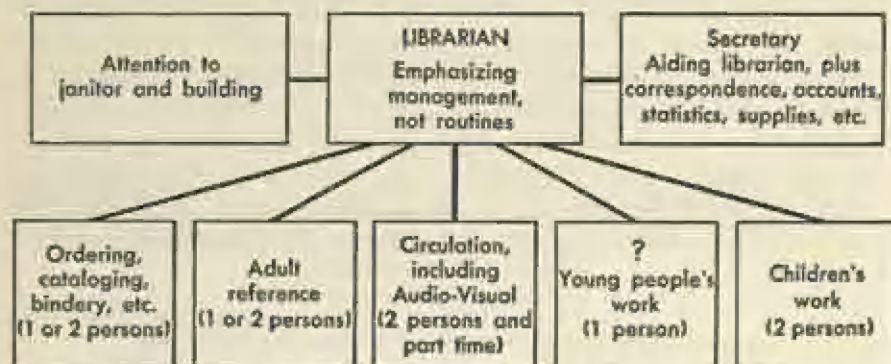 Attention to
janitor and building
LIBRARIAN
Emphasizing
management,
not routines
Secretary
Aiding librarian, plus
correspondence, accounts,
statistics, supplies, etc.
Ordering,
cataloging,
bindery, etc.
(1 or 2 persons)
Adult
reference
(1 or 2 persons)
Circulation,
including
Audio-Visual
(2 persons and
part time)
?
Young people's
work
(1 person)
Children's
work
(2 persons)